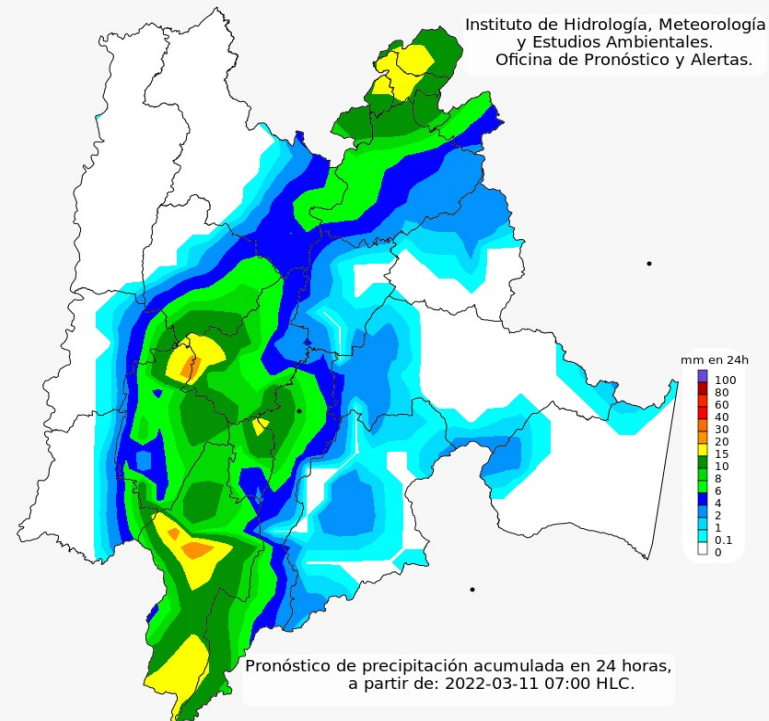 Instituto de Hidrología, Meteorología
y Estudios Ambientales.
Oficina de Pronóstico y Alertas.
mm en 24h
100
80
60
40
30
20
15
10
8
6
4
2
1
0.1
0
Pronóstico de precipitación acumulada en 24 horas,
a partir de: 2022-03-11 07:00 HLC.